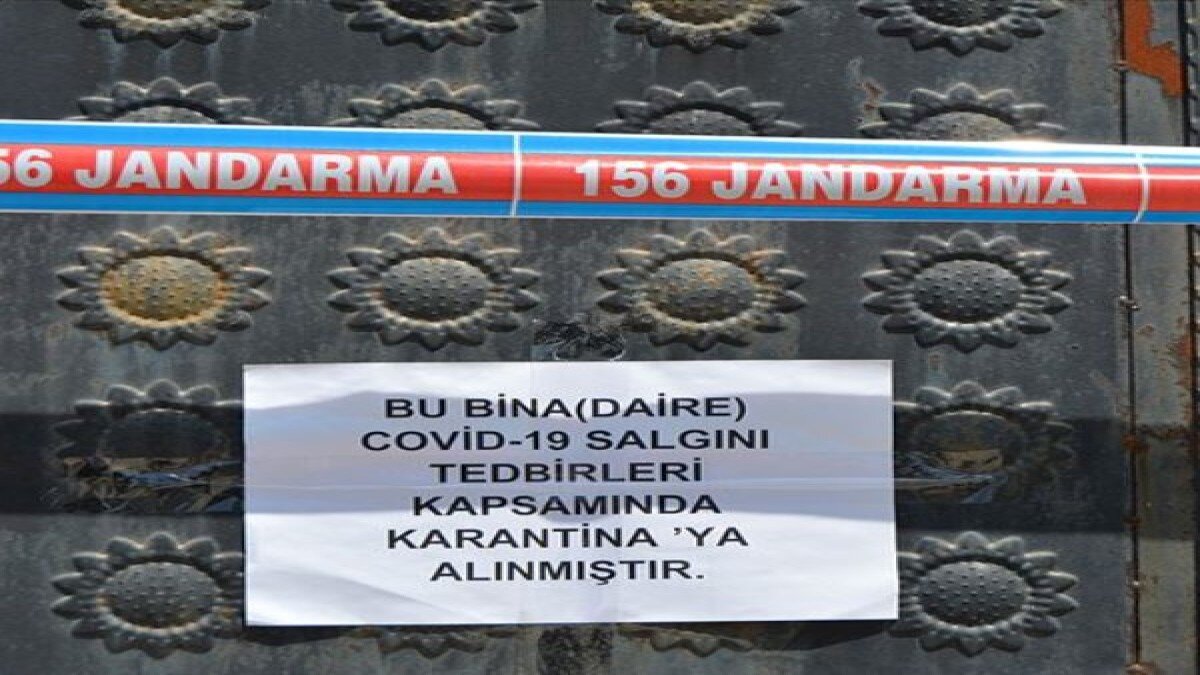 56 JANDARMA 156 JANDARMA
BU BİNA(DAİRE)
COVİD-19 SALGINI
TEDBİRLERİ
KAPSAMINDA
KARANTİNA ’YA
ALINMIŞTIR.